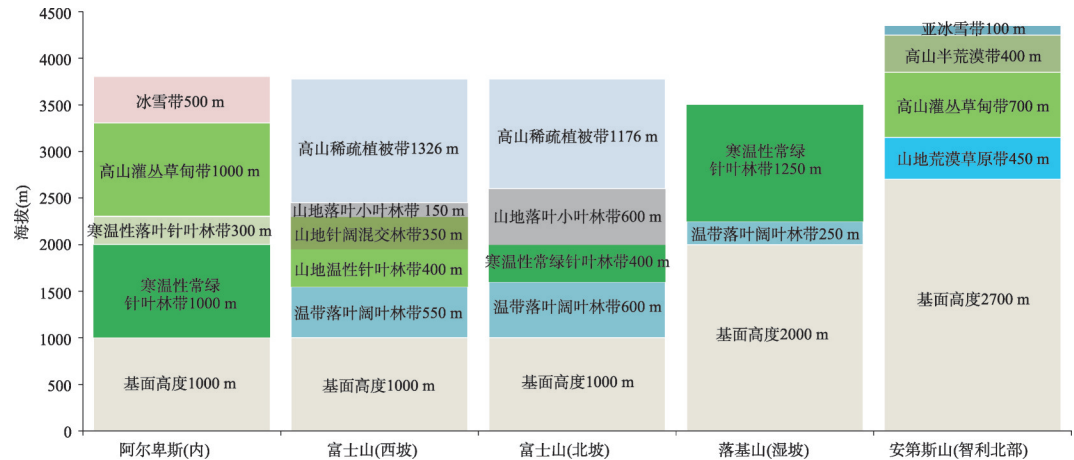 4500
4000
3500
3000
2500
2000
1500
1000
500
0
海拔(m)
冰雪带500 m
高山灌丛草甸带1000 m
寒温性落叶针叶林带300 m
寒温性常绿
针叶林带1000 m
基面高度1000 m
阿尔卑斯(内)
高山稀疏植被带1326 m
山地落叶小叶林带 150 m
山地针阔混交林带350 m
山地温性针叶林带400 m
温带落叶阔叶林带550 m
基面高度1000 m
富士山(西坡)
高山稀疏植被带1176 m
山地落叶小叶林带600 m
寒温性常绿针叶林带400 m
温带落叶阔叶林带600 m
基面高度1000 m
富士山(北坡)
寒温性常绿
针叶林带1250 m
温带落叶阔叶林带250 m
基面高度2000 m
落基山(湿坡)
亚冰雪带100 m
高山半荒漠带400 m
高山灌丛草甸带700 m
山地荒漠草原带450 m
基面高度2700 m
安第斯山(智利北部)